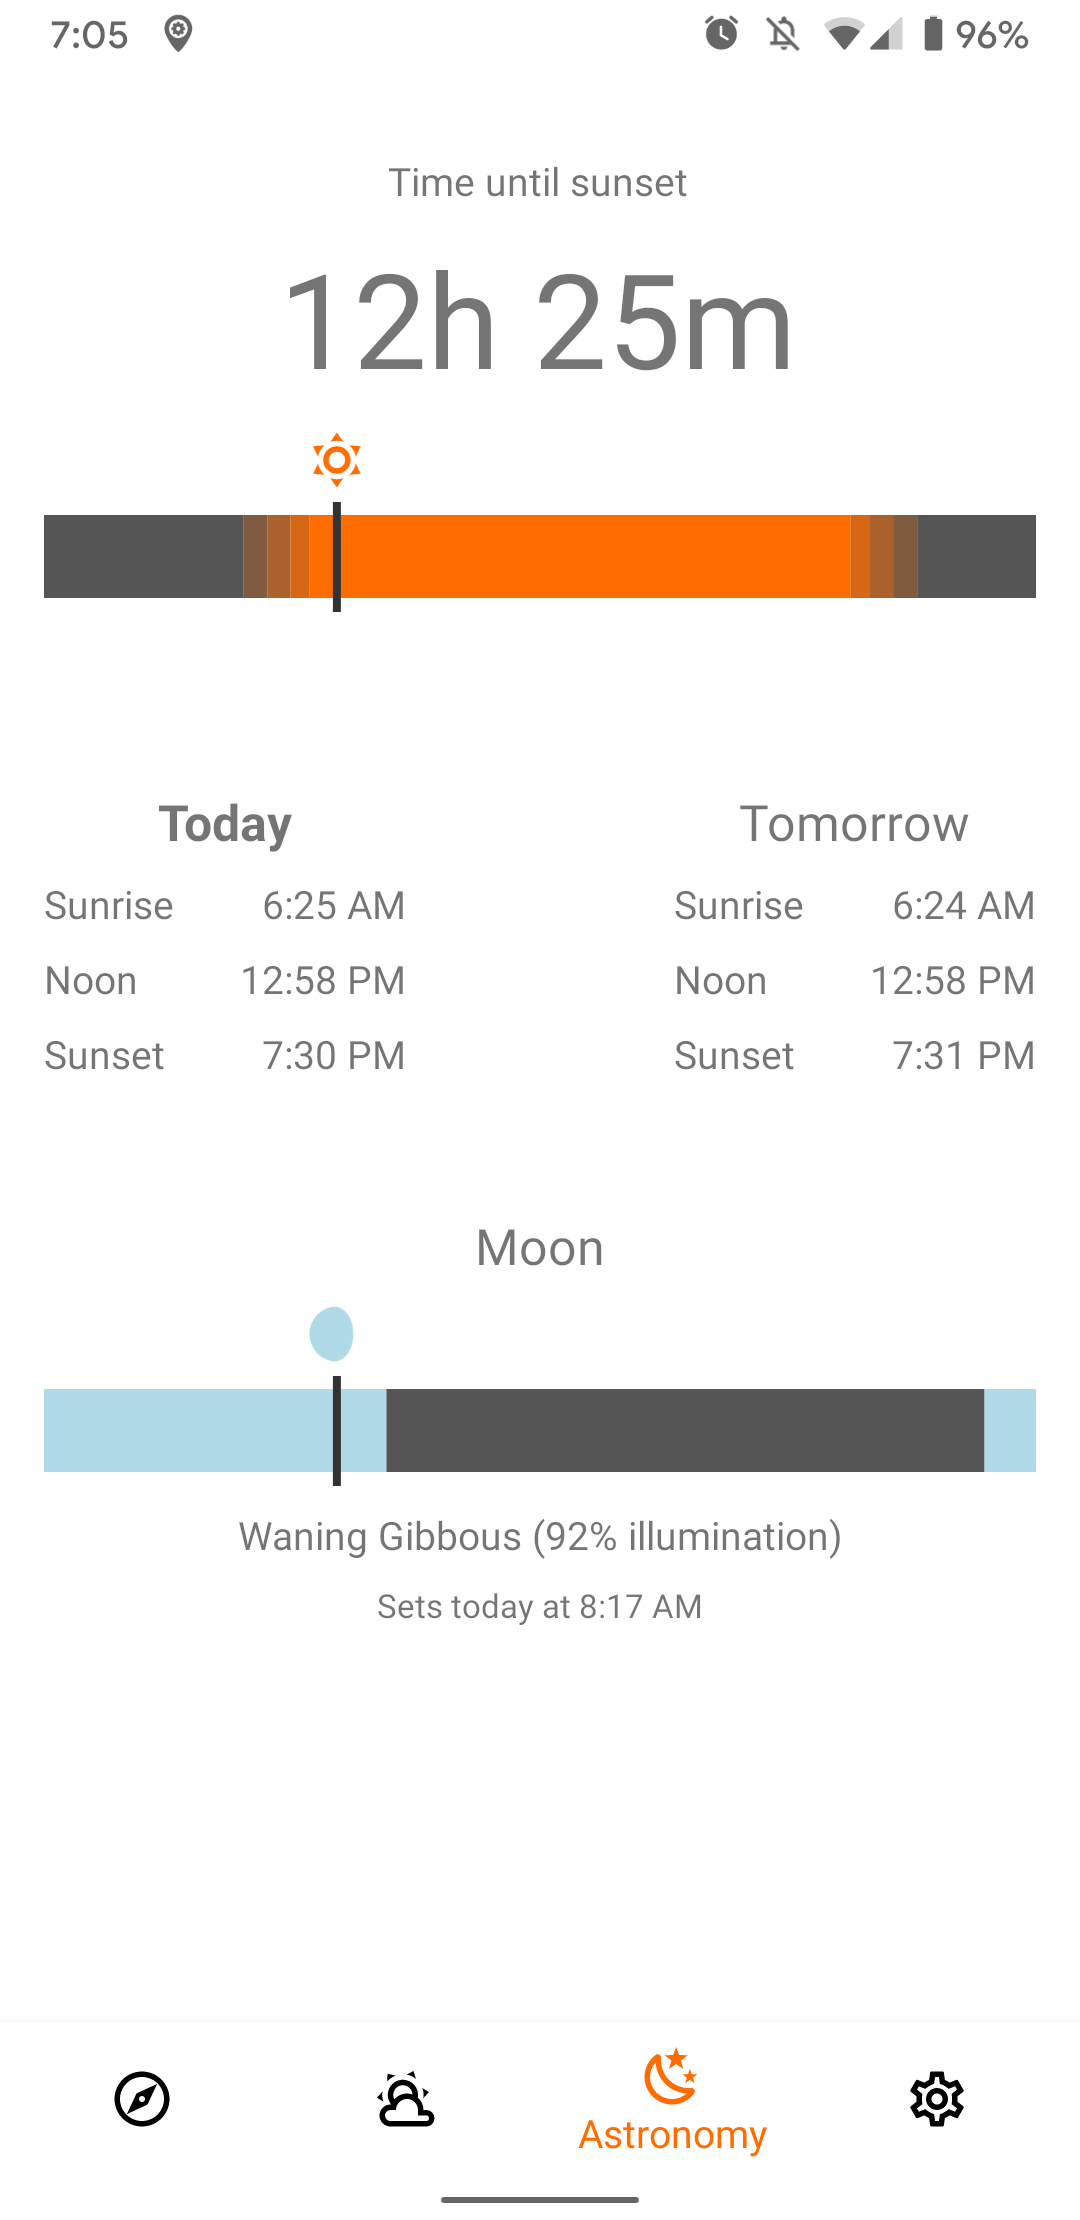 7:05 96%
Time until sunset
12h 25m
Today
Sunrise 6:25 AM
Noon 12:58 PM
Sunset 7:30 PM
Tomorrow
Sunrise 6:24 AM
Noon 12:58 PM
Sunset 7:31 PM
Moon
Waning Gibbous (92% illumination)
Sets today at 8:17 AM
Astronomy